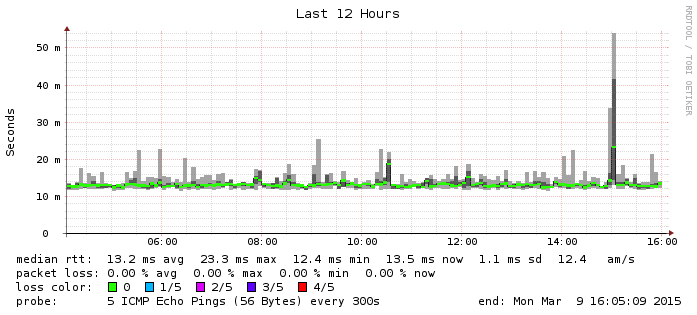 Last 12 Hours
RRDTOOL / TOBI OETIKER
Seconds
50 m
40 m
30 m
20 m
10 m
0
06:00 08:00 10:00 12:00 14:00 16:00
median rtt: 13.2 ms avg 23.3 ms max 12.4 ms min 13.5 ms now 1.1 ms sd 12.4 am/s
packet loss: 0.00 % avg 0.00 % max 0.00 % min 0.00 % now
loss color: 0 1/5 2/5 3/5 4/5
probe: 5 ICMP Echo Pings (56 Bytes) every 300s end: Mon Mar 9 16:05:09 2015